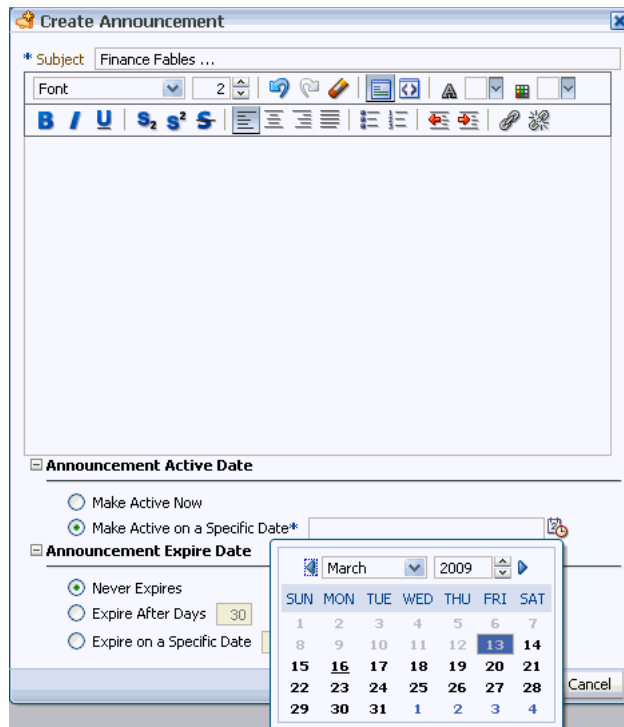 Create Announcement
* Subject Finance Fables ...
Font 2
B I U S₂ S² S
Announcement Active Date
Make Active Now
Make Active on a Specific Date*
Announcement Expire Date
Never Expires
Expire After Days 30
Expire on a Specific Date
March 2009
SUN MON TUE WED THU FRI SAT
1 2 3 4 5 6 7
8 9 10 11 12 13 14
15 16 17 18 19 20 21
22 23 24 25 26 27 28
29 30 31 1 2 3 4
Cancel